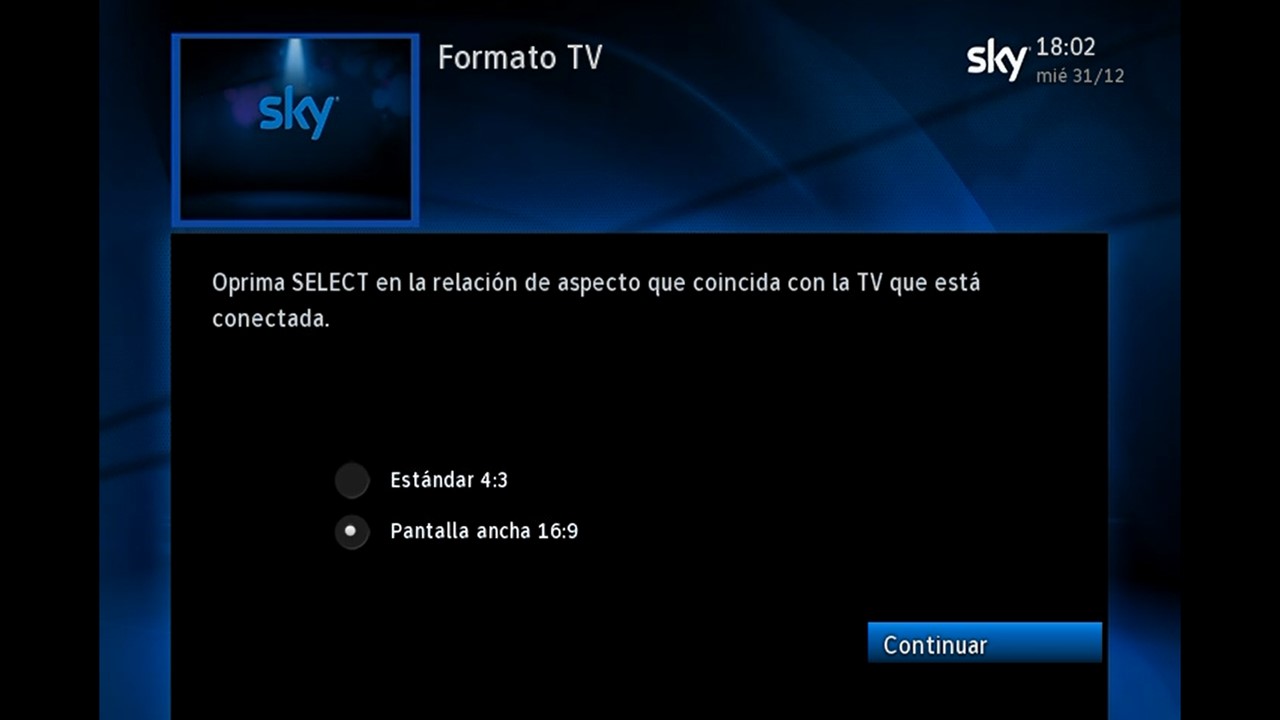 Formato TV
sky
18:02
mié 31/12
sky
Oprima SELECT en la relación de aspecto que coincida con la TV que está
conectada.
Estándar 4:3
Pantalla ancha 16:9
Continuar